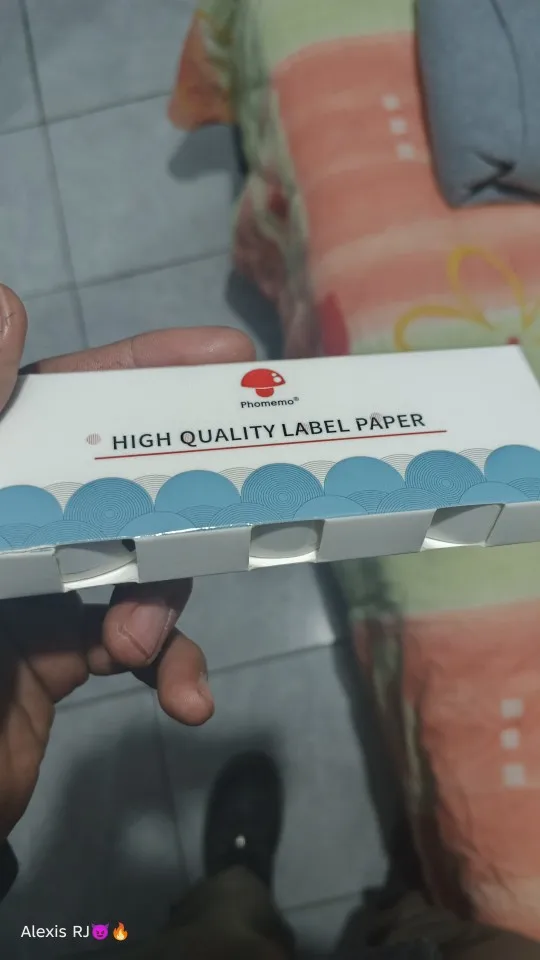 Phomemo®
HIGH QUALITY LABEL PAPER
Alexis RJ😈🔥